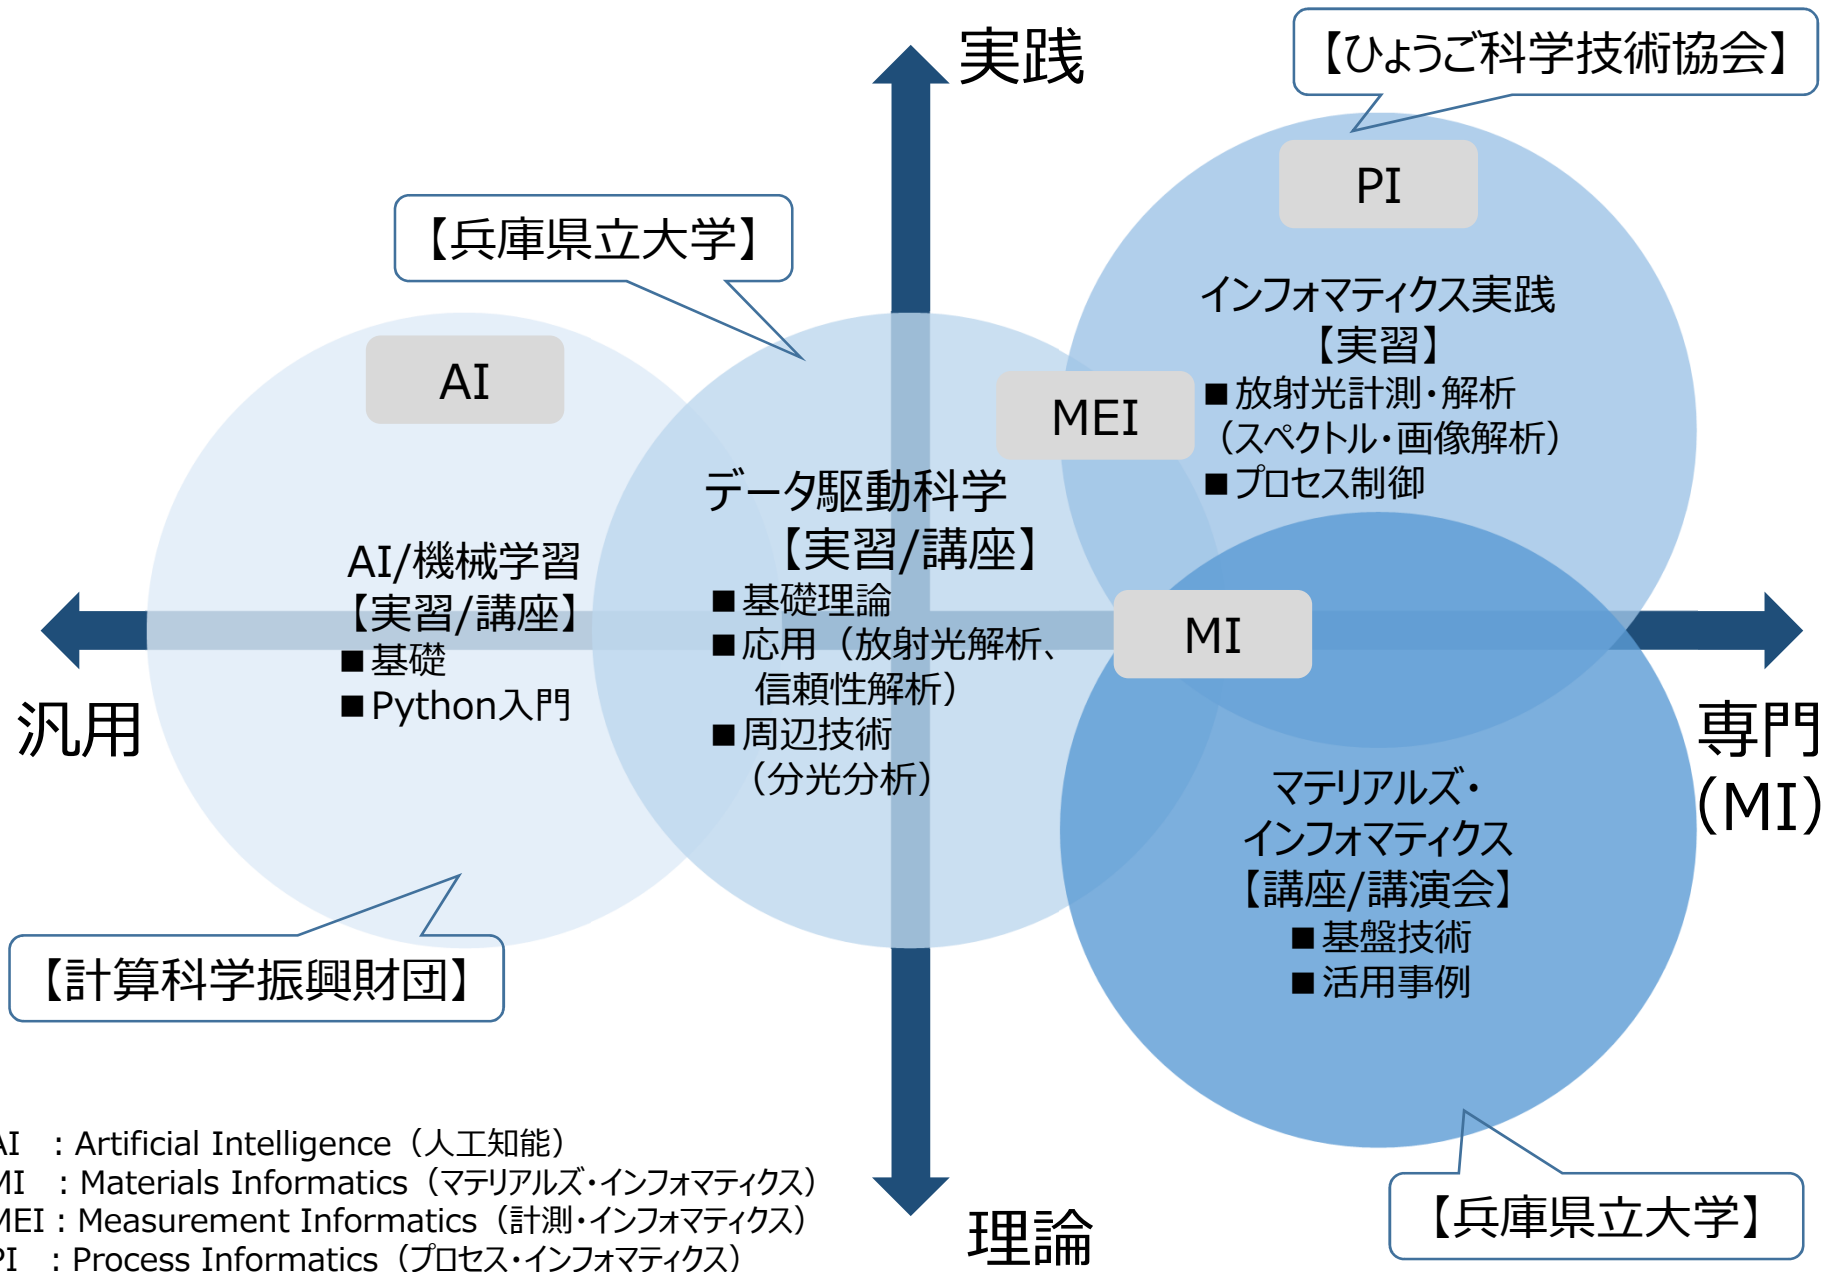 実践
【ひょうご科学技術協会】
PI
【兵庫県立大学】
インフォマティクス実践
【実習】
■放射光計測・解析
（スペクトル・画像解析）
■プロセス制御
AI
MEI
データ駆動科学
【実習/講座】
■基礎理論
■応用（放射光解析、
信頼性解析）
■周辺技術
（分光分析）
AI/機械学習
【実習/講座】
■基礎
■Python入門
MI
汎用
専門
（MI）
マテリアルズ・
インフォマティクス
【講座/講演会】
■基盤技術
■活用事例
【計算科学振興財団】
【兵庫県立大学】
理論
AI : Artificial Intelligence（人工知能）
MI : Materials Informatics（マテリアルズ・インフォマティクス）
MEI : Measurement Informatics（計測・インフォマティクス）
PI : Process Informatics（プロセス・インフォマティクス）